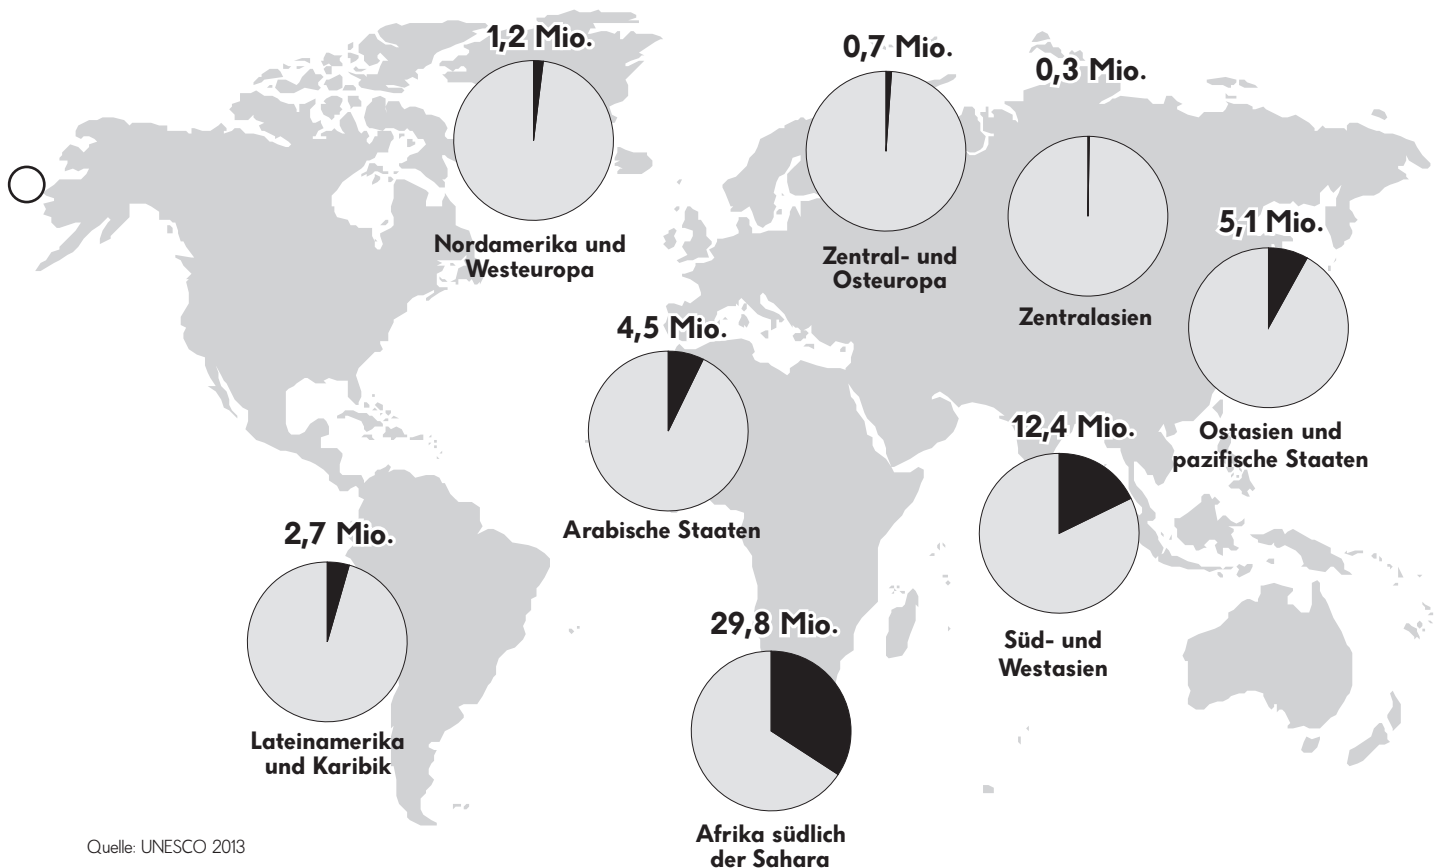 1,2 Mio.
Nordamerika und
Westeuropa
0,7 Mio.
Zentral- und
Osteuropa
0,3 Mio.
Zentralasien
5,1 Mio.
Ostasien und
pazifische Staaten
4,5 Mio.
Arabische Staaten
12,4 Mio.
Süd- und
Westasien
2,7 Mio.
Lateinamerika
und Karibik
29,8 Mio.
Afrika südlich
der Sahara
Quelle: UNESCO 2013